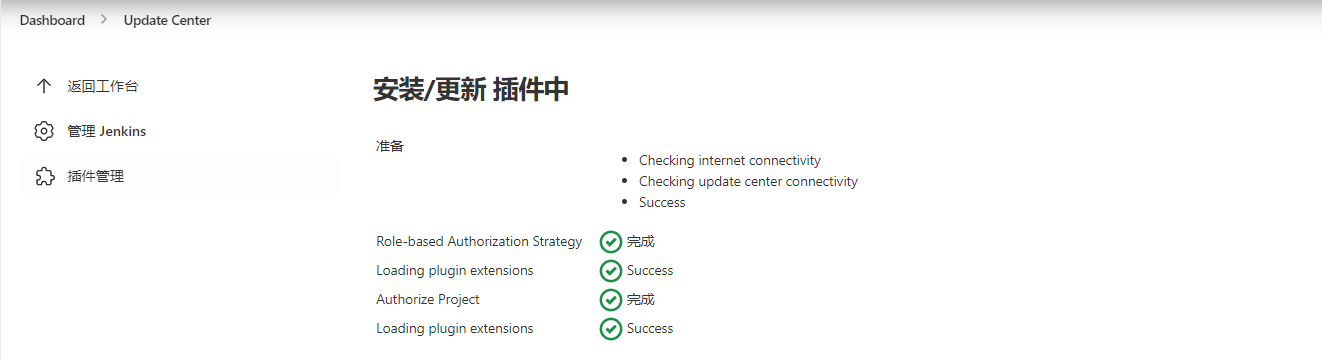 Dashboard > Update Center
返回工作台
管理 Jenkins
插件管理
安装/更新 插件中
准备
• Checking internet connectivity
• Checking update center connectivity
• Success
Role-based Authorization Strategy 完成
Loading plugin extensions Success
Authorize Project 完成
Loading plugin extensions Success